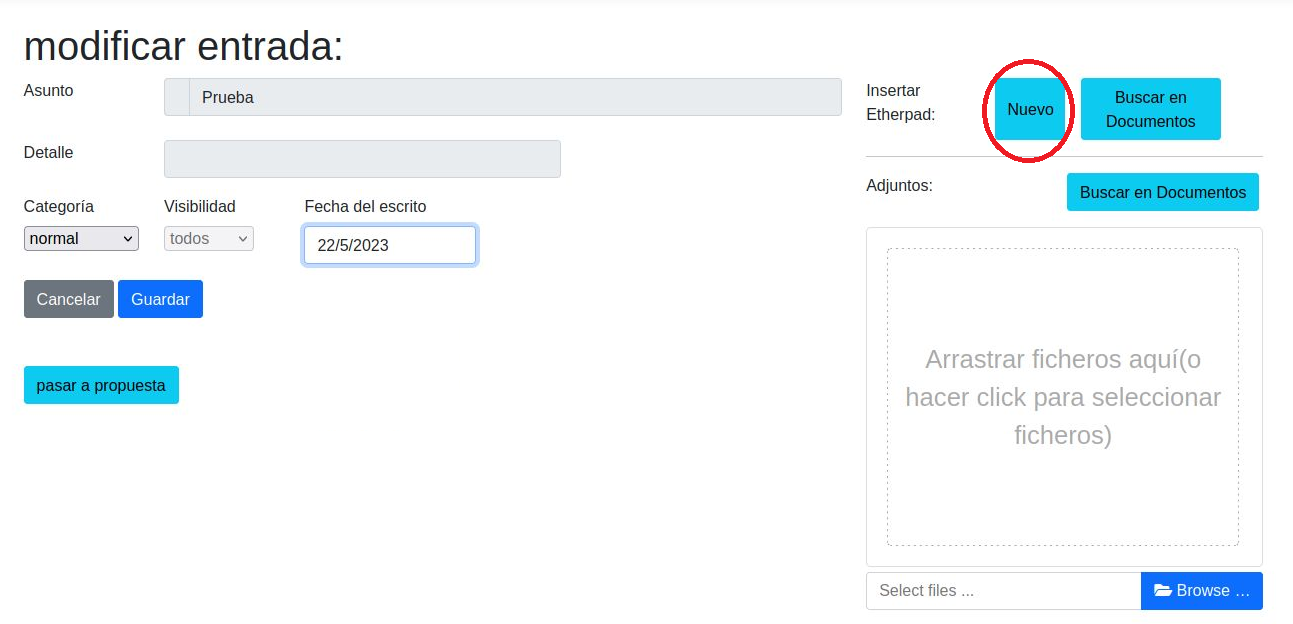 modificar entrada:
Asunto
Prueba
Detalle
Categoría
Visibilidad
Fecha del escrito
normal
todos
22/5/2023
Cancelar
Guardar
pasar a propuesta
Insertar
Etherpad:
Nuevo
Buscar en
Documentos
Adjuntos:
Buscar en Documentos
Arrastrar ficheros aquí(o
hacer click para seleccionar
ficheros)
Select files ...
Browse …